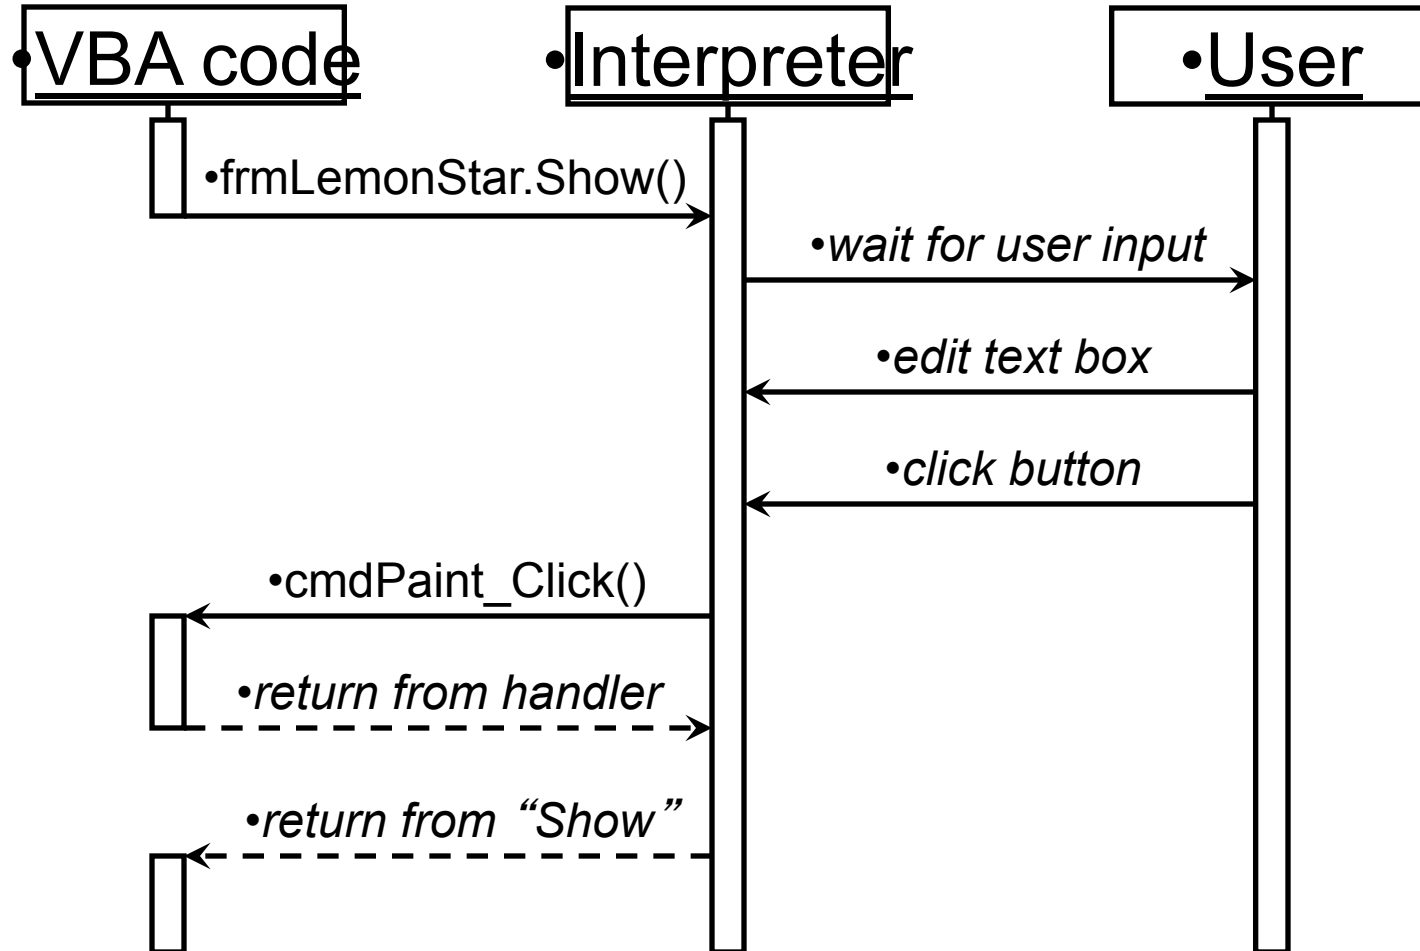 •VBA code
•Interpreter
•User
•frmLemonStar.Show()
•wait for user input
•edit text box
•click button
•cmdPaint_Click()
•return from handler
•return from “Show”